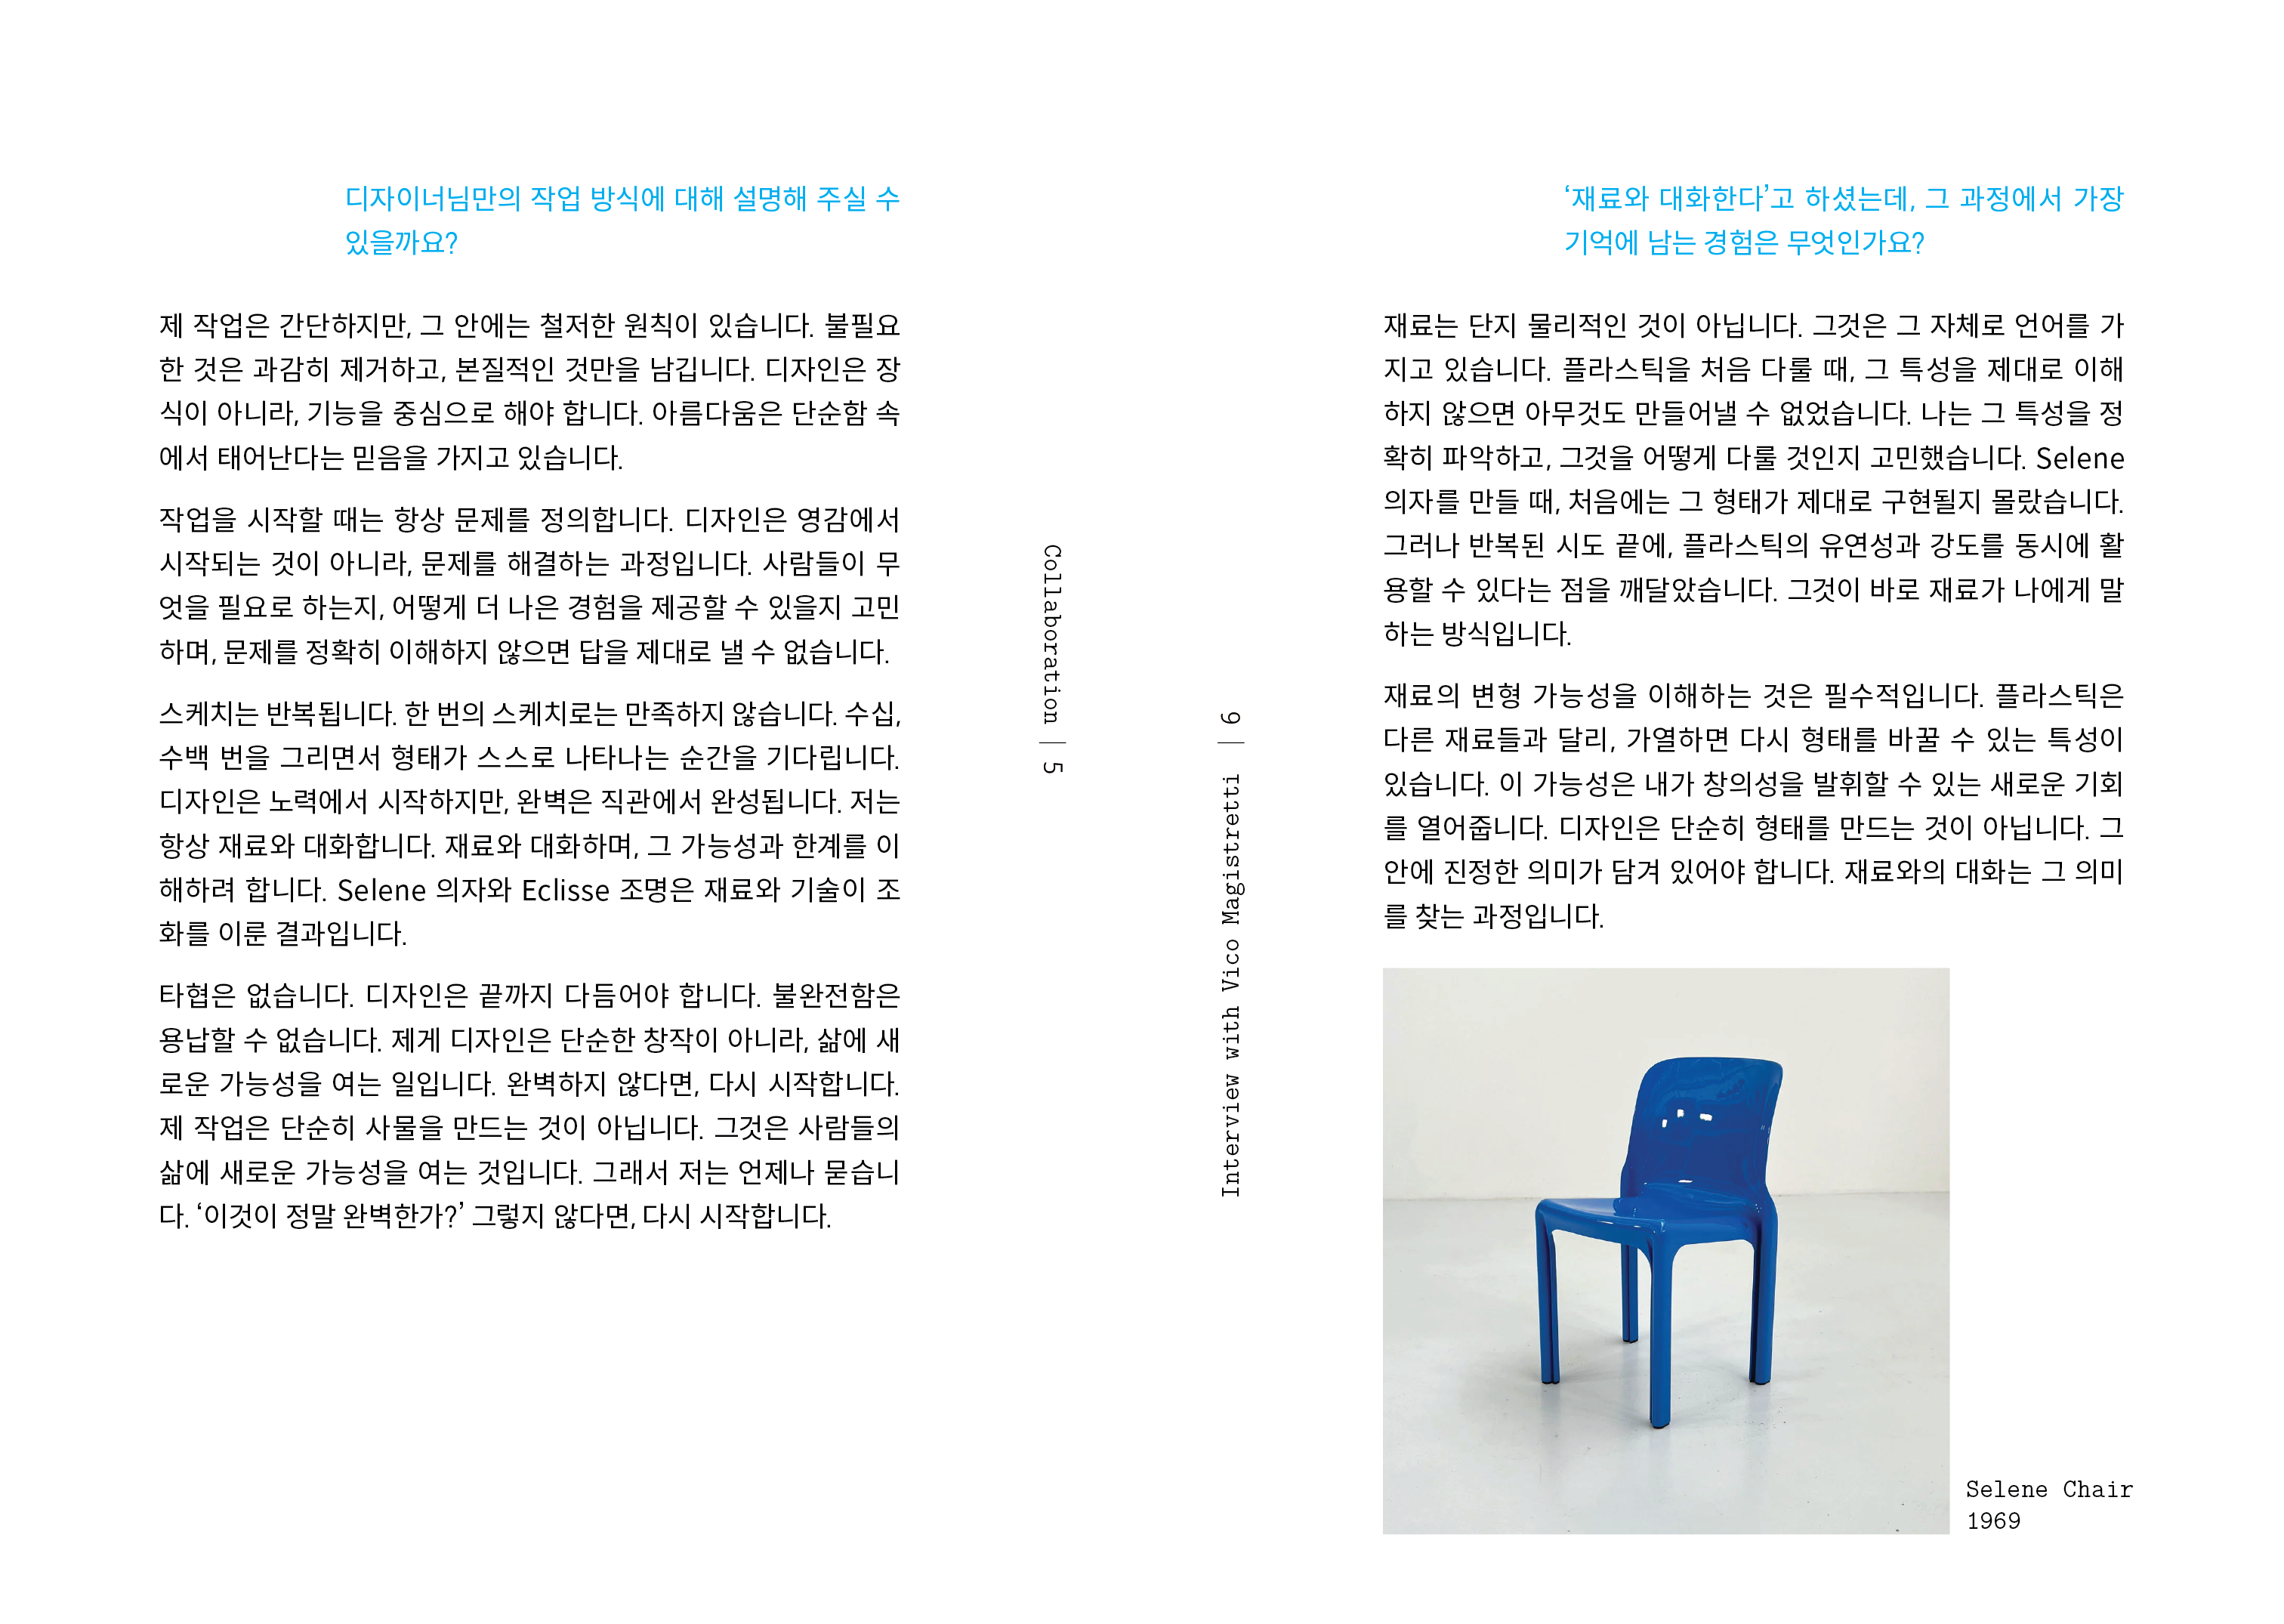 디자이너님만의 작업 방식에 대해 설명해 주실 수
있을까요?
제 작업은 간단하지만, 그 안에는 철저한 원칙이 있습니다. 불필요
한 것은 과감히 제거하고, 본질적인 것만을 남깁니다. 디자인은 장
식이 아니라, 기능을 중심으로 해야 합니다. 아름다움은 단순함 속
에서 태어난다는 믿음을 가지고 있습니다.
작업을 시작할 때는 항상 문제를 정의합니다. 디자인은 영감에서
시작되는 것이 아니라, 문제를 해결하는 과정입니다. 사람들이 무
엇을 필요로 하는지, 어떻게 더 나은 경험을 제공할 수 있을지 고민
하며, 문제를 정확히 이해하지 않으면 답을 제대로 낼 수 없습니다.
스케치는 반복됩니다. 한 번의 스케치로는 만족하지 않습니다. 수십,
수백 번을 그리면서 형태가 스스로 나타나는 순간을 기다립니다.
디자인은 노력에서 시작하지만, 완벽은 직관에서 완성됩니다. 저는
항상 재료와 대화합니다. 재료와 대화하며, 그 가능성과 한계를 이
해하려 합니다. Selene 의자와 Eclisse 조명은 재료와 기술이 조
화를 이룬 결과입니다.
타협은 없습니다. 디자인은 끝까지 다듬어야 합니다. 불완전함은
용납할 수 없습니다. 제게 디자인은 단순한 창작이 아니라, 삶에 새
로운 가능성을 여는 일입니다. 완벽하지 않다면, 다시 시작합니다.
제 작업은 단순히 사물을 만드는 것이 아닙니다. 그것은 사람들의
삶에 새로운 가능성을 여는 것입니다. 그래서 저는 언제나 묻습니
다. ‘이것이 정말 완벽한가?’ 그렇지 않다면, 다시 시작합니다.
Collaboration | 5
Interview with Vico Magistretti | 6
‘재료와 대화한다’고 하셨는데, 그 과정에서 가장
기억에 남는 경험은 무엇인가요?
재료는 단지 물리적인 것이 아닙니다. 그것은 그 자체로 언어를 가
지고 있습니다. 플라스틱을 처음 다룰 때, 그 특성을 제대로 이해
하지 않으면 아무것도 만들어낼 수 없었습니다. 나는 그 특성을 정
확히 파악하고, 그것을 어떻게 다룰 것인지 고민했습니다. Selene
의자를 만들 때, 처음에는 그 형태가 제대로 구현될지 몰랐습니다.
그러나 반복된 시도 끝에, 플라스틱의 유연성과 강도를 동시에 활
용할 수 있다는 점을 깨달았습니다. 그것이 바로 재료가 나에게 말
하는 방식입니다.
재료의 변형 가능성을 이해하는 것은 필수적입니다. 플라스틱은
다른 재료들과 달리, 가열하면 다시 형태를 바꿀 수 있는 특성이
있습니다. 이 가능성은 내가 창의성을 발휘할 수 있는 새로운 기회
를 열어줍니다. 디자인은 단순히 형태를 만드는 것이 아닙니다. 그
안에 진정한 의미가 담겨 있어야 합니다. 재료와의 대화는 그 의미
를 찾는 과정입니다.
Selene Chair
1969